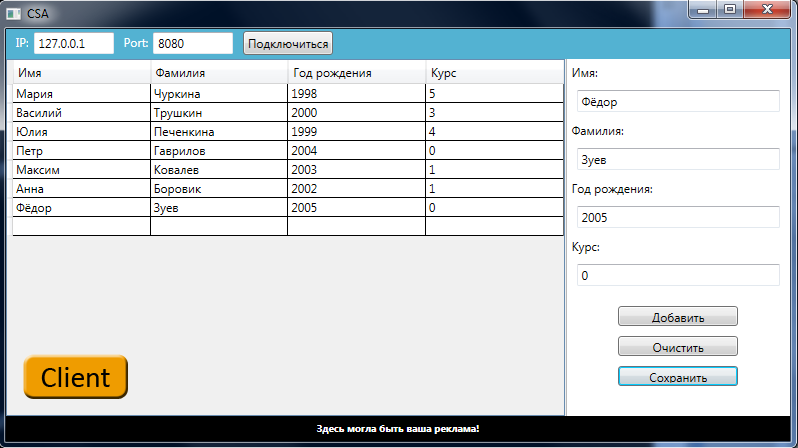 CSA
IP: 127.0.0.1 Port: 8080 Подключиться
Имя Фамилия Год рождения Курс
Мария Чуркина 1998 5
Василий Трушкин 2000 3
Юлия Печенкина 1999 4
Петр Гаврилов 2004 0
Максим Ковалев 2003 1
Анна Боровик 2002 1
Фёдор Зуев 2005 0
Имя:
Фёдор
Фамилия:
Зуев
Год рождения:
2005
Курс:
0
Добавить
Очистить
Сохранить
Client
Здесь могла быть ваша реклама!